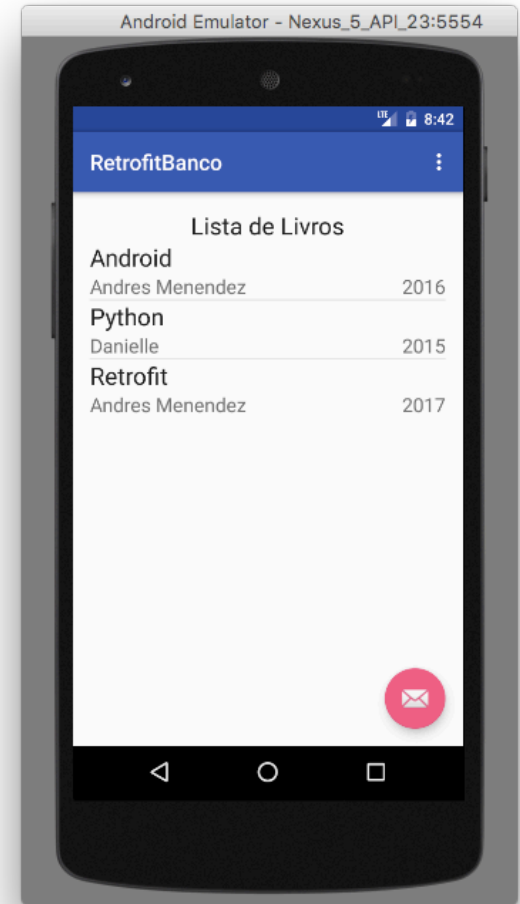 Android Emulator - Nexus_5_API_23:5554
LTE 8:42
RetrofitBanco
Lista de Livros
Android
Andres Menendez 2016
Python
Danielle 2015
Retrofit
Andres Menendez 2017